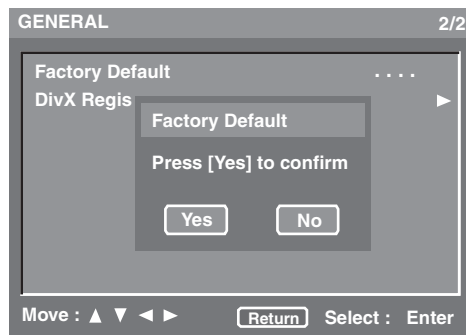 GENERAL 2/2
Factory Default . . . .
DivX Regis ►
Factory Default
Press [Yes] to confirm
Yes No
Move : ▲ ▼ ◄ ► Return Select : Enter